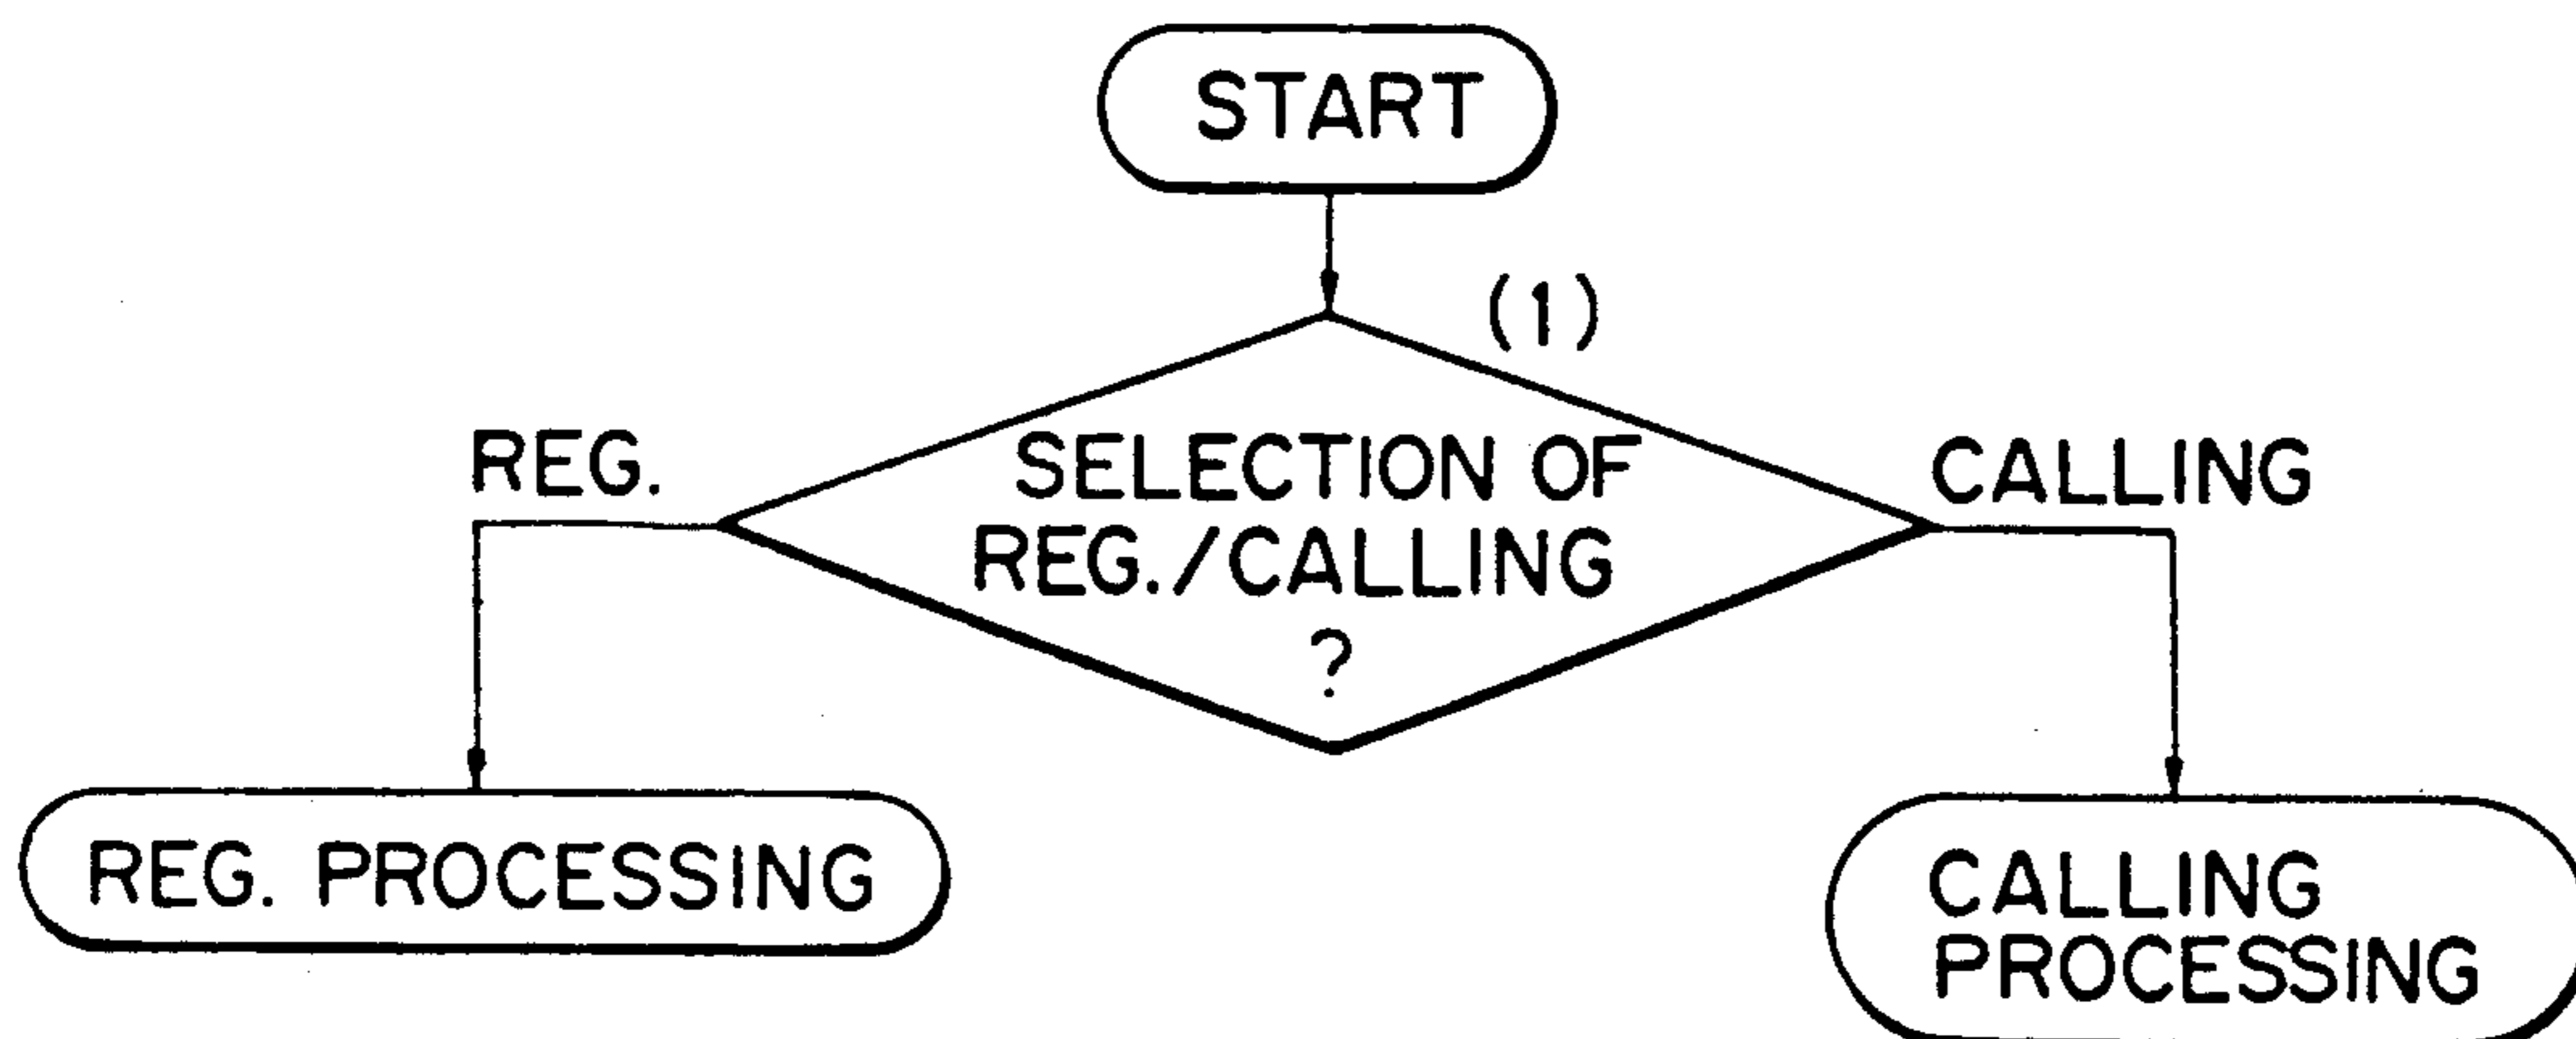 START
(1)
REG.
SELECTION OF
REG./CALLING
?
CALLING
REG. PROCESSING
CALLING
PROCESSING